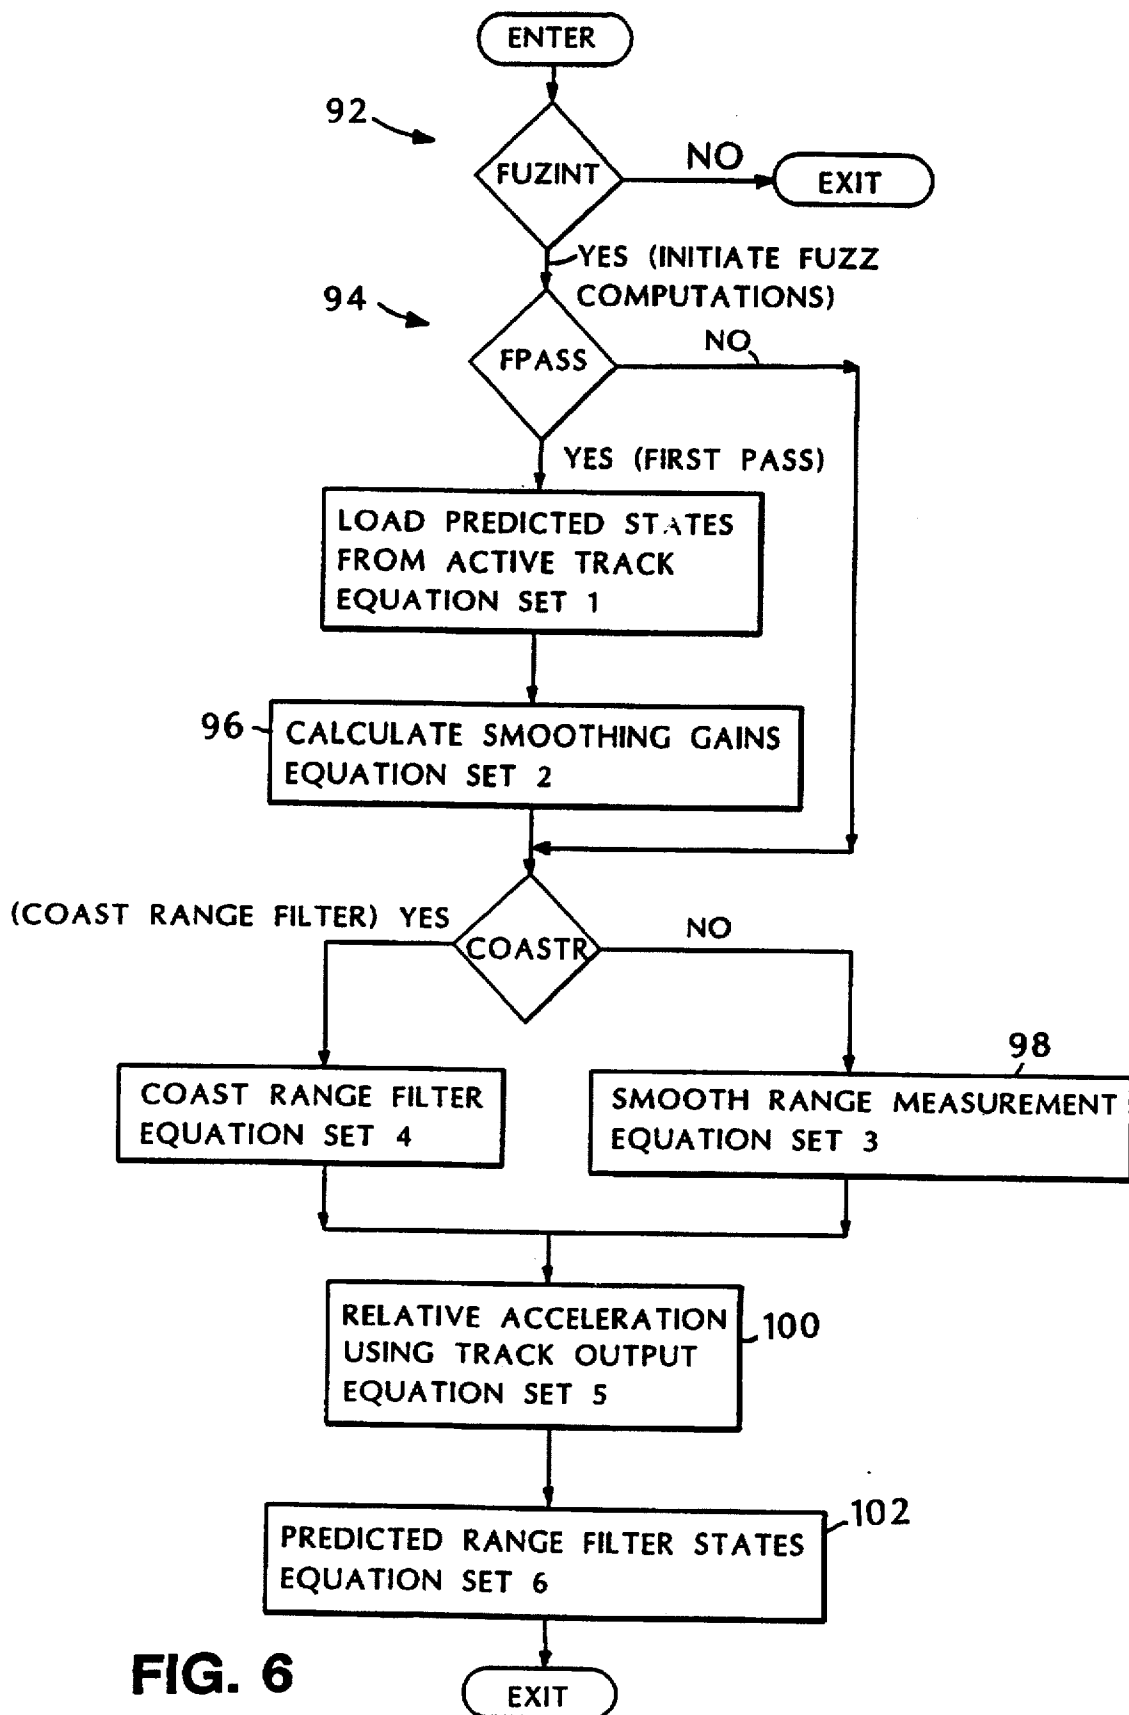 ENTER
92
FUZINT
NO
EXIT
YES (INITIATE FUZZ
COMPUTATIONS)
94
FPASS
NO
YES (FIRST PASS)
LOAD PREDICTED STATES
FROM ACTIVE TRACK
EQUATION SET 1
96
CALCULATE SMOOTHING GAINS
EQUATION SET 2
(COAST RANGE FILTER) YES
COASTR
NO
98
COAST RANGE FILTER
EQUATION SET 4
SMOOTH RANGE MEASUREMENT
EQUATION SET 3
RELATIVE ACCELERATION
USING TRACK OUTPUT
EQUATION SET 5
100
PREDICTED RANGE FILTER STATES
EQUATION SET 6
102
EXIT
FIG. 6